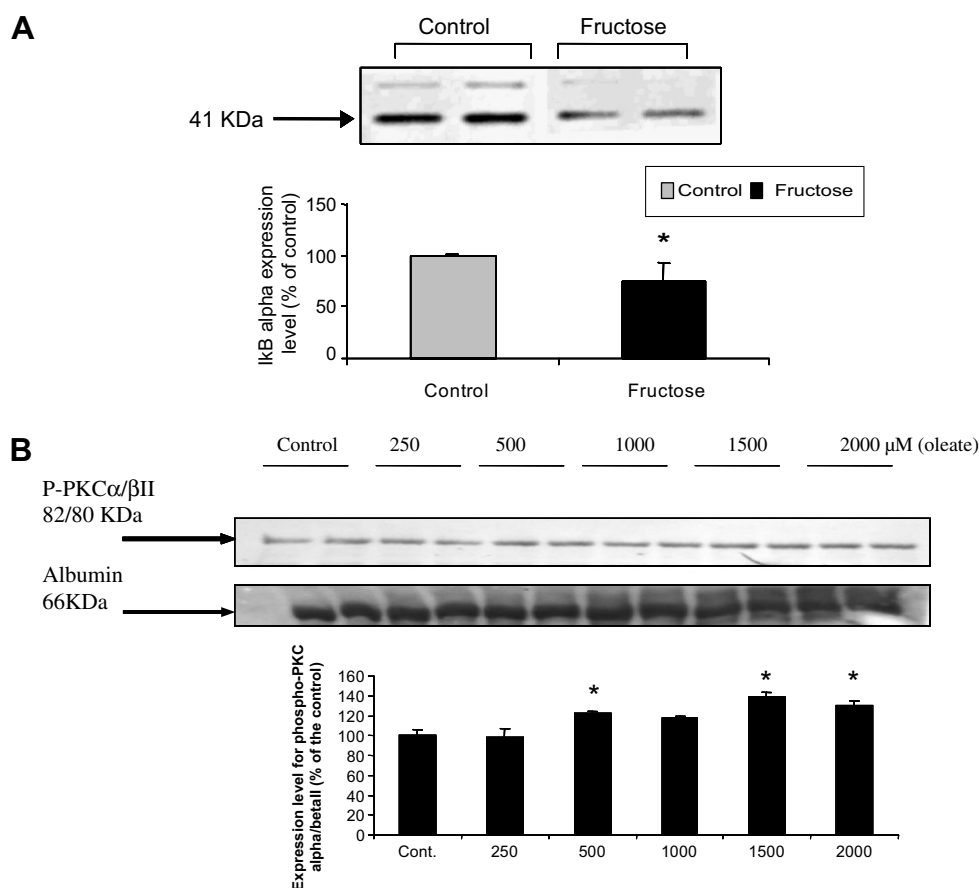 A
Control Fructose
41 KDa
Control Fructose
IkB alpha expression
level (% of control)
150
100
50
0
*
Control Fructose
B
Control 250 500 1000 1500 2000 µM (oleate)
P-PKCα/βII
82/80 KDa
Albumin
66KDa
Expression level for phospho-PKC
alpha/betaII (% of the control)
160
140
120
100
80
60
40
20
0
* * *
Cont. 250 500 1000 1500 2000